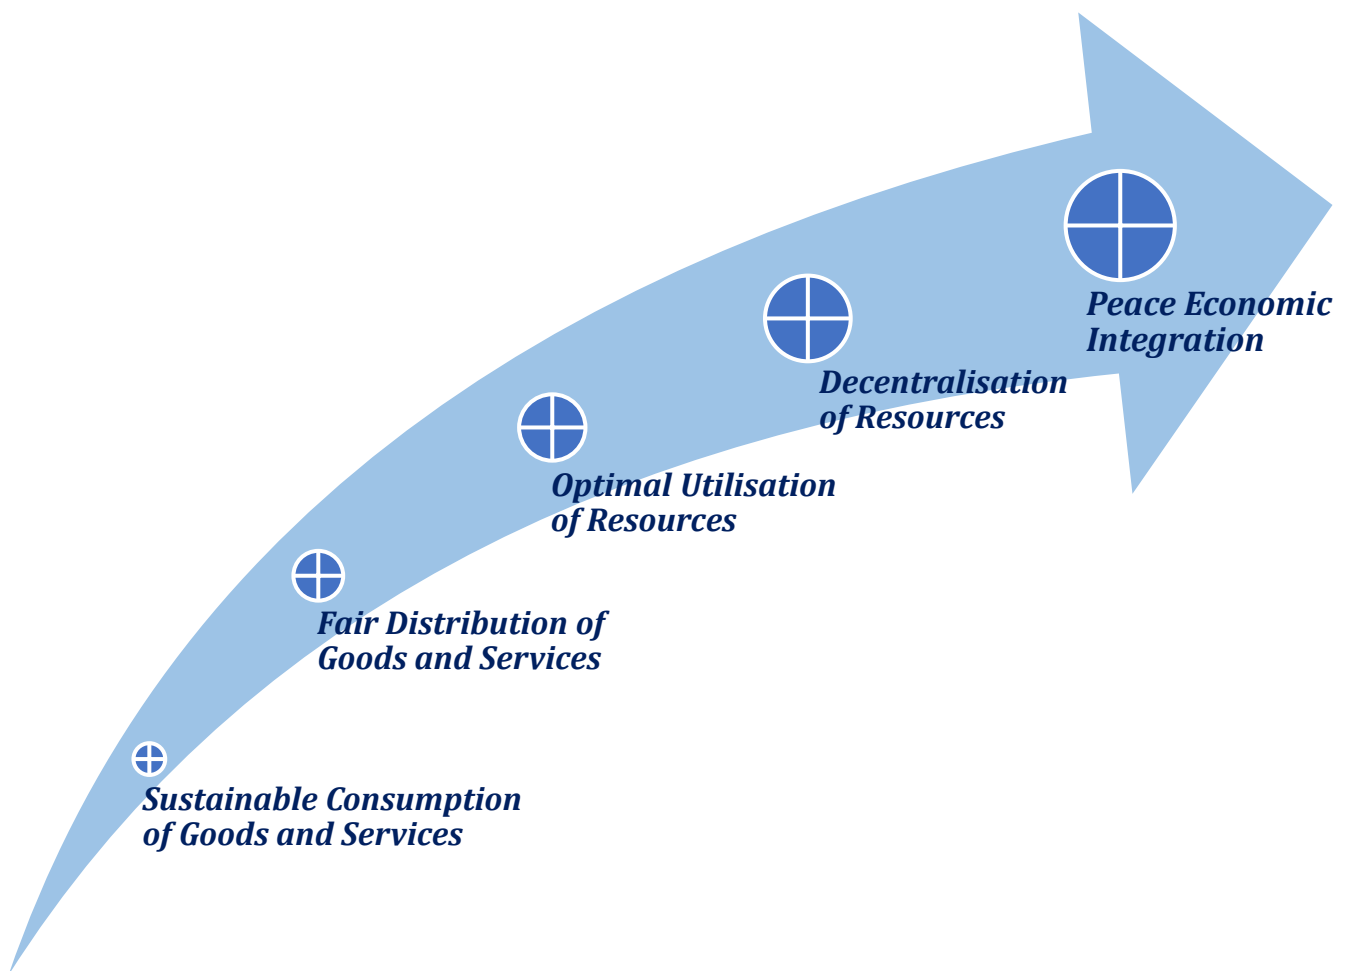 Peace Economic
Integration
Decentralisation
of Resources
Optimal Utilisation
of Resources
Fair Distribution of
Goods and Services
Sustainable Consumption
of Goods and Services